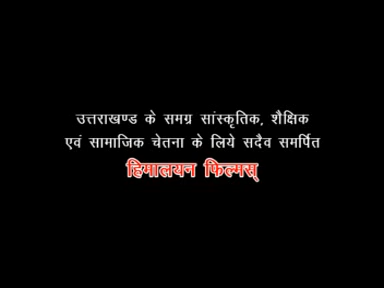 उत्तराखण्ड के समग्र सांस्कृतिक, शैक्षिक
एवं सामाजिक चेतना के लिये सदैव समर्पित
हिमालयन फिल्मस्